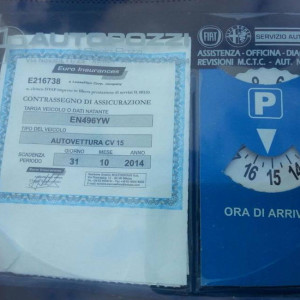 AUTOROZZI
Euro Insurances
E216738
CONTRASSEGNO DI ASSICURAZIONE
TARGA VEICOLO O DATI NATANTE
EN496YW
TIPO DEL VEICOLO
AUTOVETTURA CV 15
SCADENZA
PERIODO
GIORNO MESE ANNO
31 10 2014
FIAT
SERVIZIO AUT
ASSISTENZA - OFFICINA - DIA
REVISIONI M.C.T.C. - AUT. M
P
16 15 14
ORA DI ARRIV